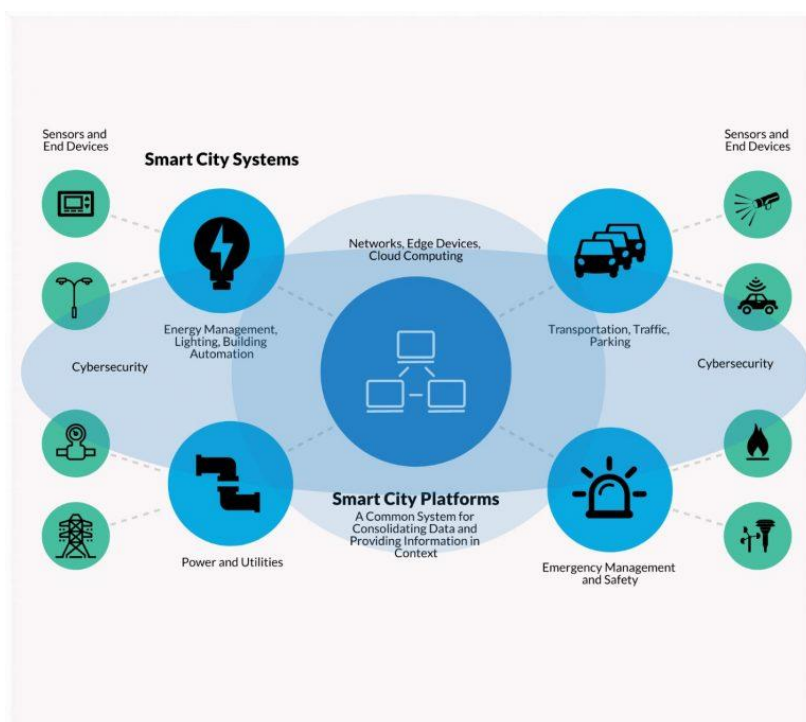 Sensors and
End Devices
Smart City Systems
Sensors and
End Devices
Networks, Edge Devices,
Cloud Computing
Energy Management,
Lighting, Building
Automation
Transportation, Traffic,
Parking
Cybersecurity
Cybersecurity
Smart City Platforms
A Common System for
Consolidating Data and
Providing Information in
Context
Power and Utilities
Emergency Management
and Safety